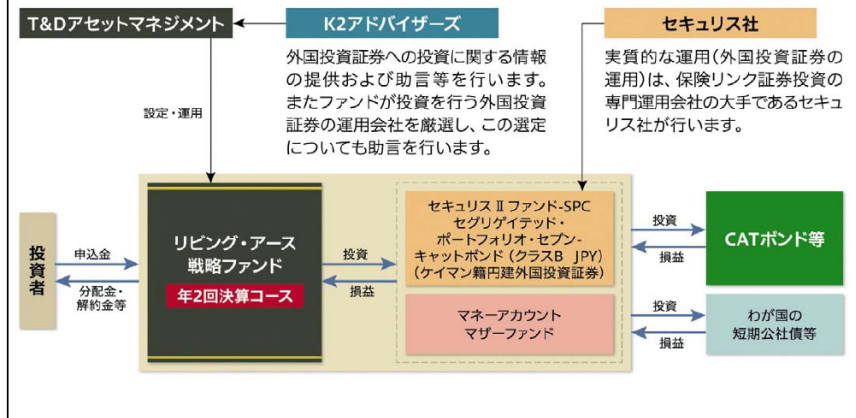 T&Dアセットマネジメント
K2アドバイザーズ
セキュリス社
外国投資証券への投資に関する情報
の提供および助言等を行います。
またファンドが投資を行う外国投資
証券の運用会社を厳選し、この選定
についても助言を行います。
実質的な運用(外国投資証券の
運用)は、保険リンク証券投資の
専門運用会社の大手であるセキュ
リス社が行います。
設定・運用
投資者
申込金
分配金・
解約金等
リビング・アース
戦略ファンド
年2回決算コース
投資
損益
セキュリスⅡファンド-SPC
セグリゲイテッド・
ポートフォリオ・セブン-
キャットボンド(クラスB JPY)
(ケイマン籍円建外国投資証券)
マネーアカウント
マザーファンド
投資
損益
CATボンド等
投資
損益
わが国の
短期公社債等